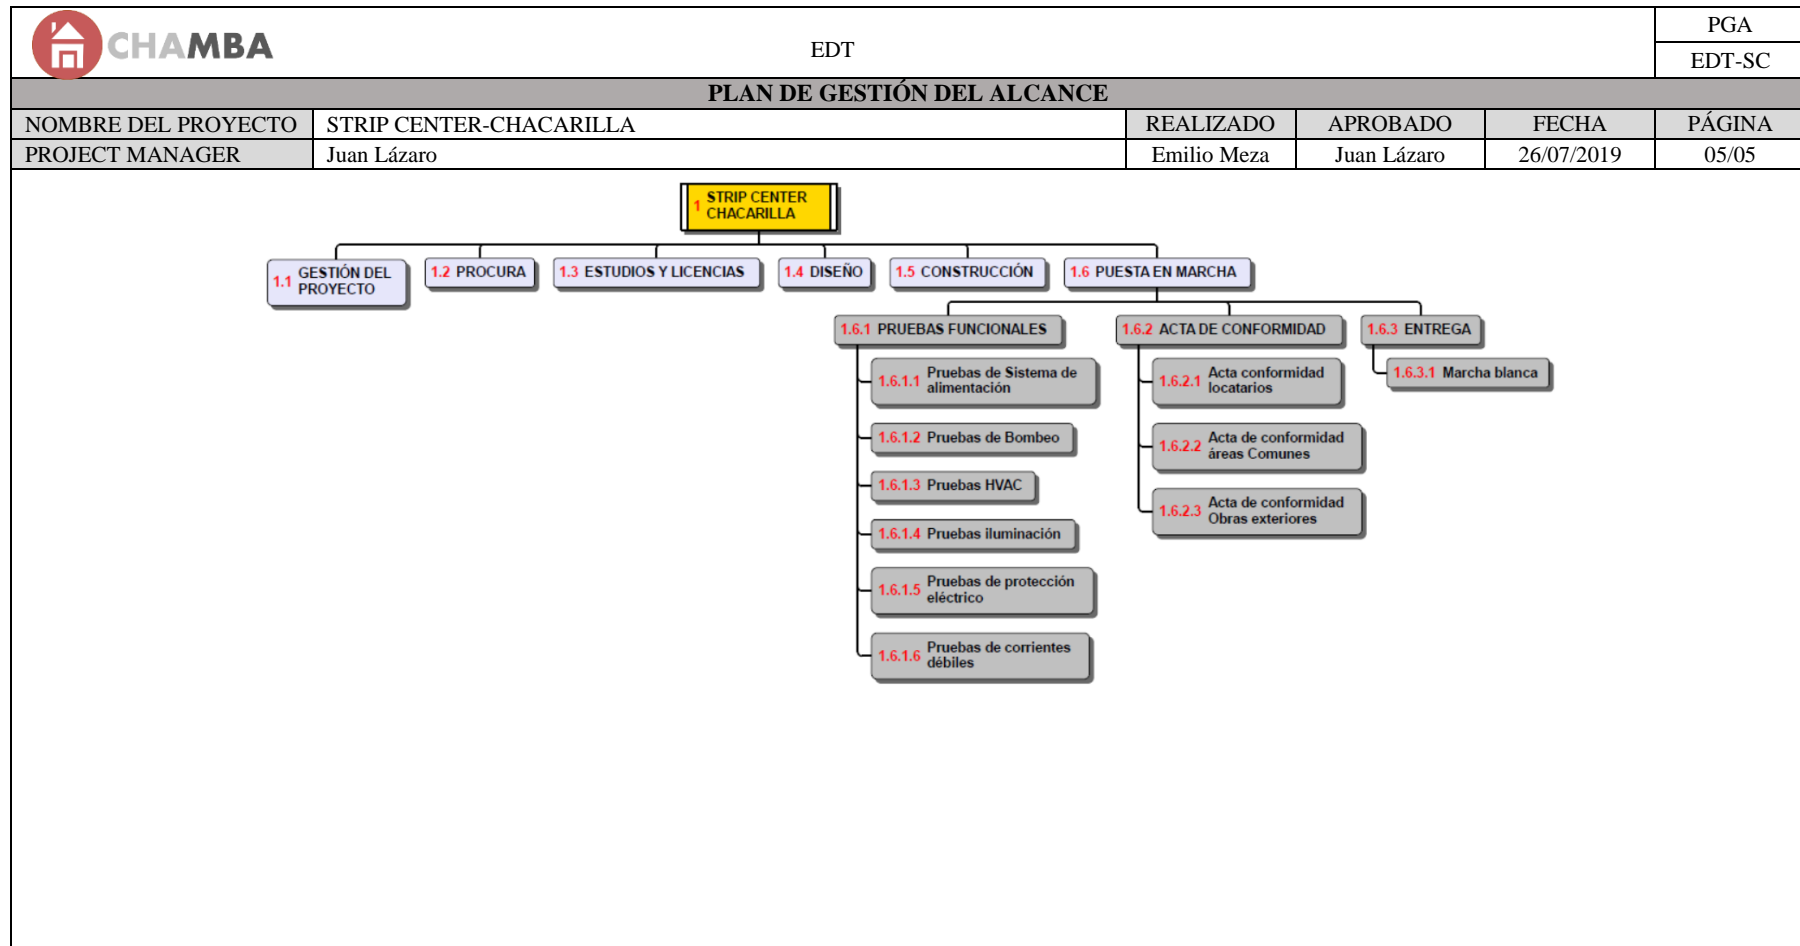 CHAMBA
EDT
PGA
EDT-SC
PLAN DE GESTIÓN DEL ALCANCE
NOMBRE DEL PROYECTO
STRIP CENTER-CHACARILLA
REALIZADO
APROBADO
FECHA
PÁGINA
PROJECT MANAGER
Juan Lázaro
Emilio Meza
Juan Lázaro
26/07/2019
05/05
1 STRIP CENTER
CHACARILLA
1.1 GESTIÓN DEL
PROYECTO
1.2 PROCURA
1.3 ESTUDIOS Y LICENCIAS
1.4 DISEÑO
1.5 CONSTRUCCIÓN
1.6 PUESTA EN MARCHA
1.6.1 PRUEBAS FUNCIONALES
1.6.1.1 Pruebas de Sistema de
alimentación
1.6.1.2 Pruebas de Bombeo
1.6.1.3 Pruebas HVAC
1.6.1.4 Pruebas iluminación
1.6.1.5 Pruebas de protección
eléctrico
1.6.1.6 Pruebas de corrientes
débiles
1.6.2 ACTA DE CONFORMIDAD
1.6.2.1 Acta conformidad
locatarios
1.6.2.2 Acta de conformidad
áreas Comunes
1.6.2.3 Acta de conformidad
Obras exteriores
1.6.3 ENTREGA
1.6.3.1 Marcha blanca